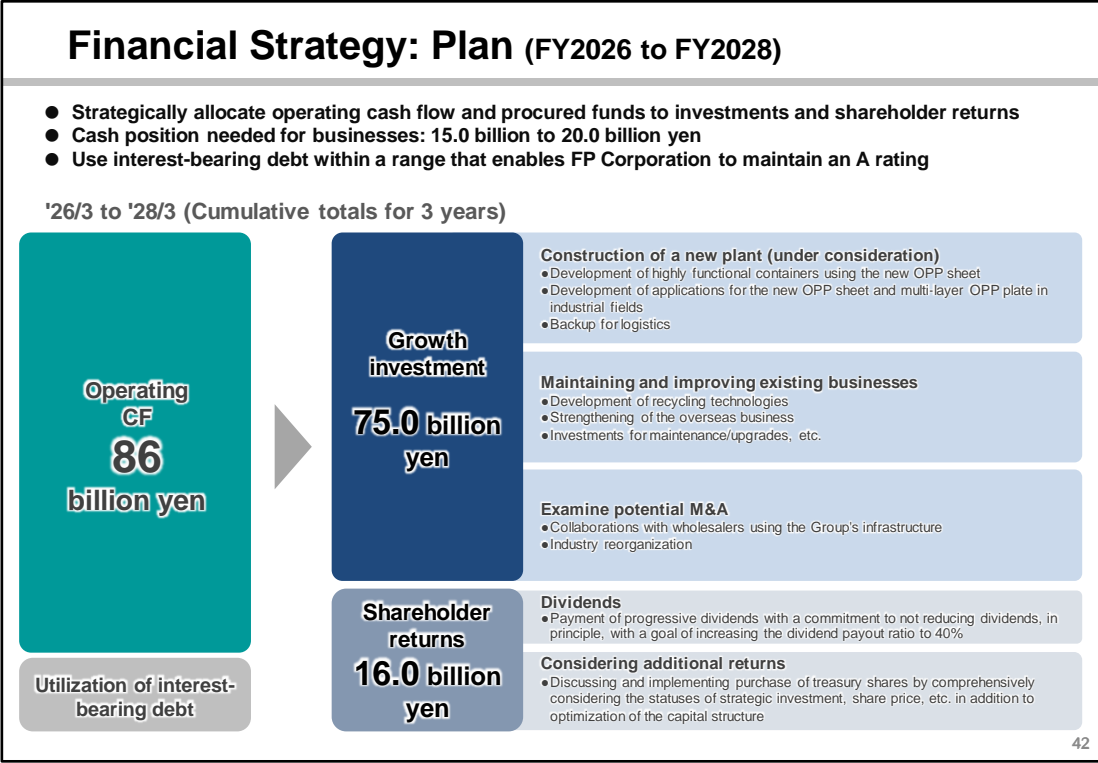 Financial Strategy: Plan (FY2026 to FY2028)
● Strategically allocate operating cash flow and procured funds to investments and shareholder returns
● Cash position needed for businesses: 15.0 billion to 20.0 billion yen
● Use interest-bearing debt within a range that enables FP Corporation to maintain an A rating
'26/3 to '28/3 (Cumulative totals for 3 years)
Operating
CF
86
billion yen
Utilization of interest-
bearing debt
Growth
investment
75.0 billion
yen
Construction of a new plant (under consideration)
●Development of highly functional containers using the new OPP sheet
●Development of applications for the new OPP sheet and multi-layer OPP plate in
industrial fields
●Backup for logistics
Maintaining and improving existing businesses
●Development of recycling technologies
●Strengthening of the overseas business
●Investments for maintenance/upgrades, etc.
Examine potential M&A
●Collaborations with wholesalers using the Group's infrastructure
●Industry reorganization
Shareholder
returns
16.0 billion
yen
Dividends
●Payment of progressive dividends with a commitment to not reducing dividends, in
principle, with a goal of increasing the dividend payout ratio to 40%
Considering additional returns
●Discussing and implementing purchase of treasury shares by comprehensively
considering the statuses of strategic investment, share price, etc. in addition to
optimization of the capital structure
42